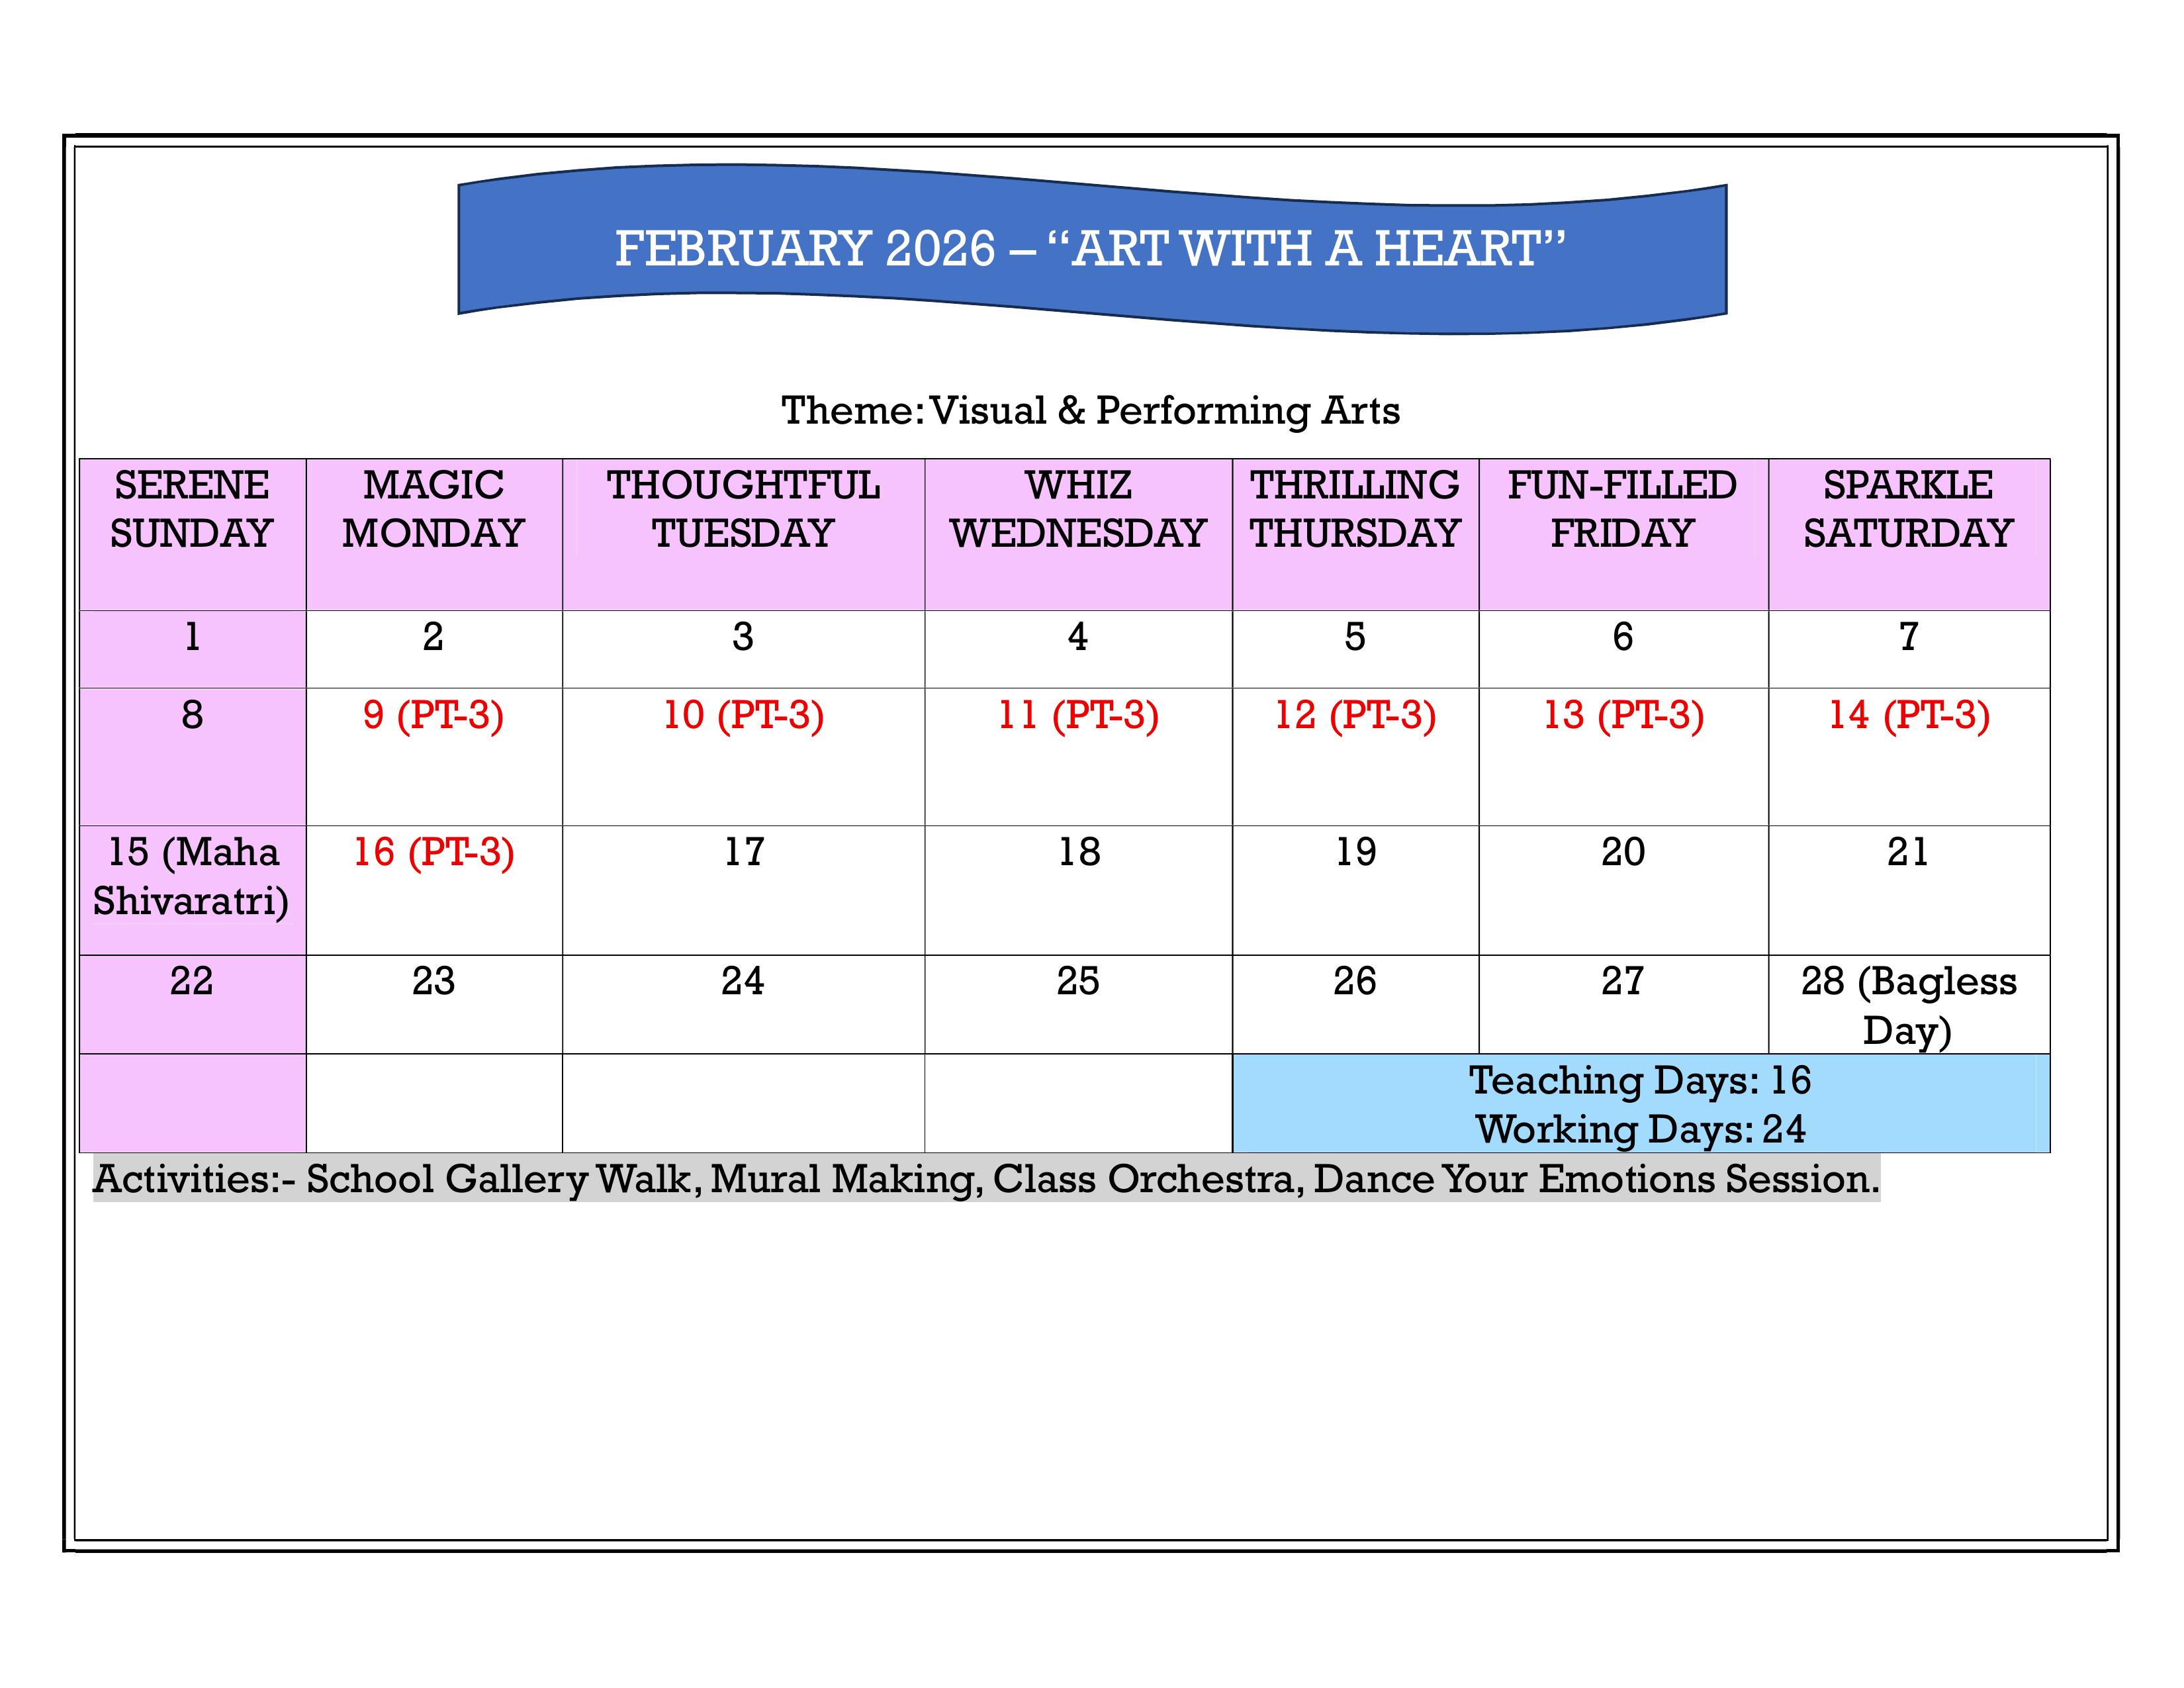 FEBRUARY 2026 – “ART WITH A HEART”
Theme: Visual & Performing Arts
SERENE SUNDAY MAGIC MONDAY THOUGHTFUL TUESDAY WHIZ WEDNESDAY THRILLING THURSDAY FUN-FILLED FRIDAY SPARKLE SATURDAY
1 2 3 4 5 6 7
8 9 (PT-3) 10 (PT-3) 11 (PT-3) 12 (PT-3) 13 (PT-3) 14 (PT-3)
15 (Maha Shivaratri) 16 (PT-3) 17 18 19 20 21
22 23 24 25 26 27 28 (Bagless Day)
Teaching Days: 16
Working Days: 24
Activities:- School Gallery Walk, Mural Making, Class Orchestra, Dance Your Emotions Session.